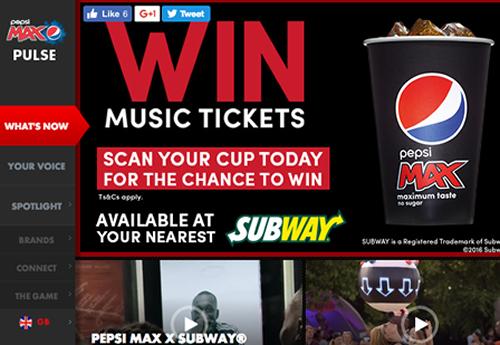 Like 6
G+1
Tweet
pepsi
MAX
PULSE
WHAT'S NOW
YOUR VOICE
SPOTLIGHT
BRANDS
CONNECT
THE GAME
GB
WIN
MUSIC TICKETS
SCAN YOUR CUP TODAY
FOR THE CHANCE TO WIN
Ts&Cs apply.
AVAILABLE AT
YOUR NEAREST
SUBWAY
pepsi
MAX
maximum taste
no sugar
SUBWAY is a Registered Trademark of Subw
©2016 Subw
PEPSI MAX X SUBWAY®